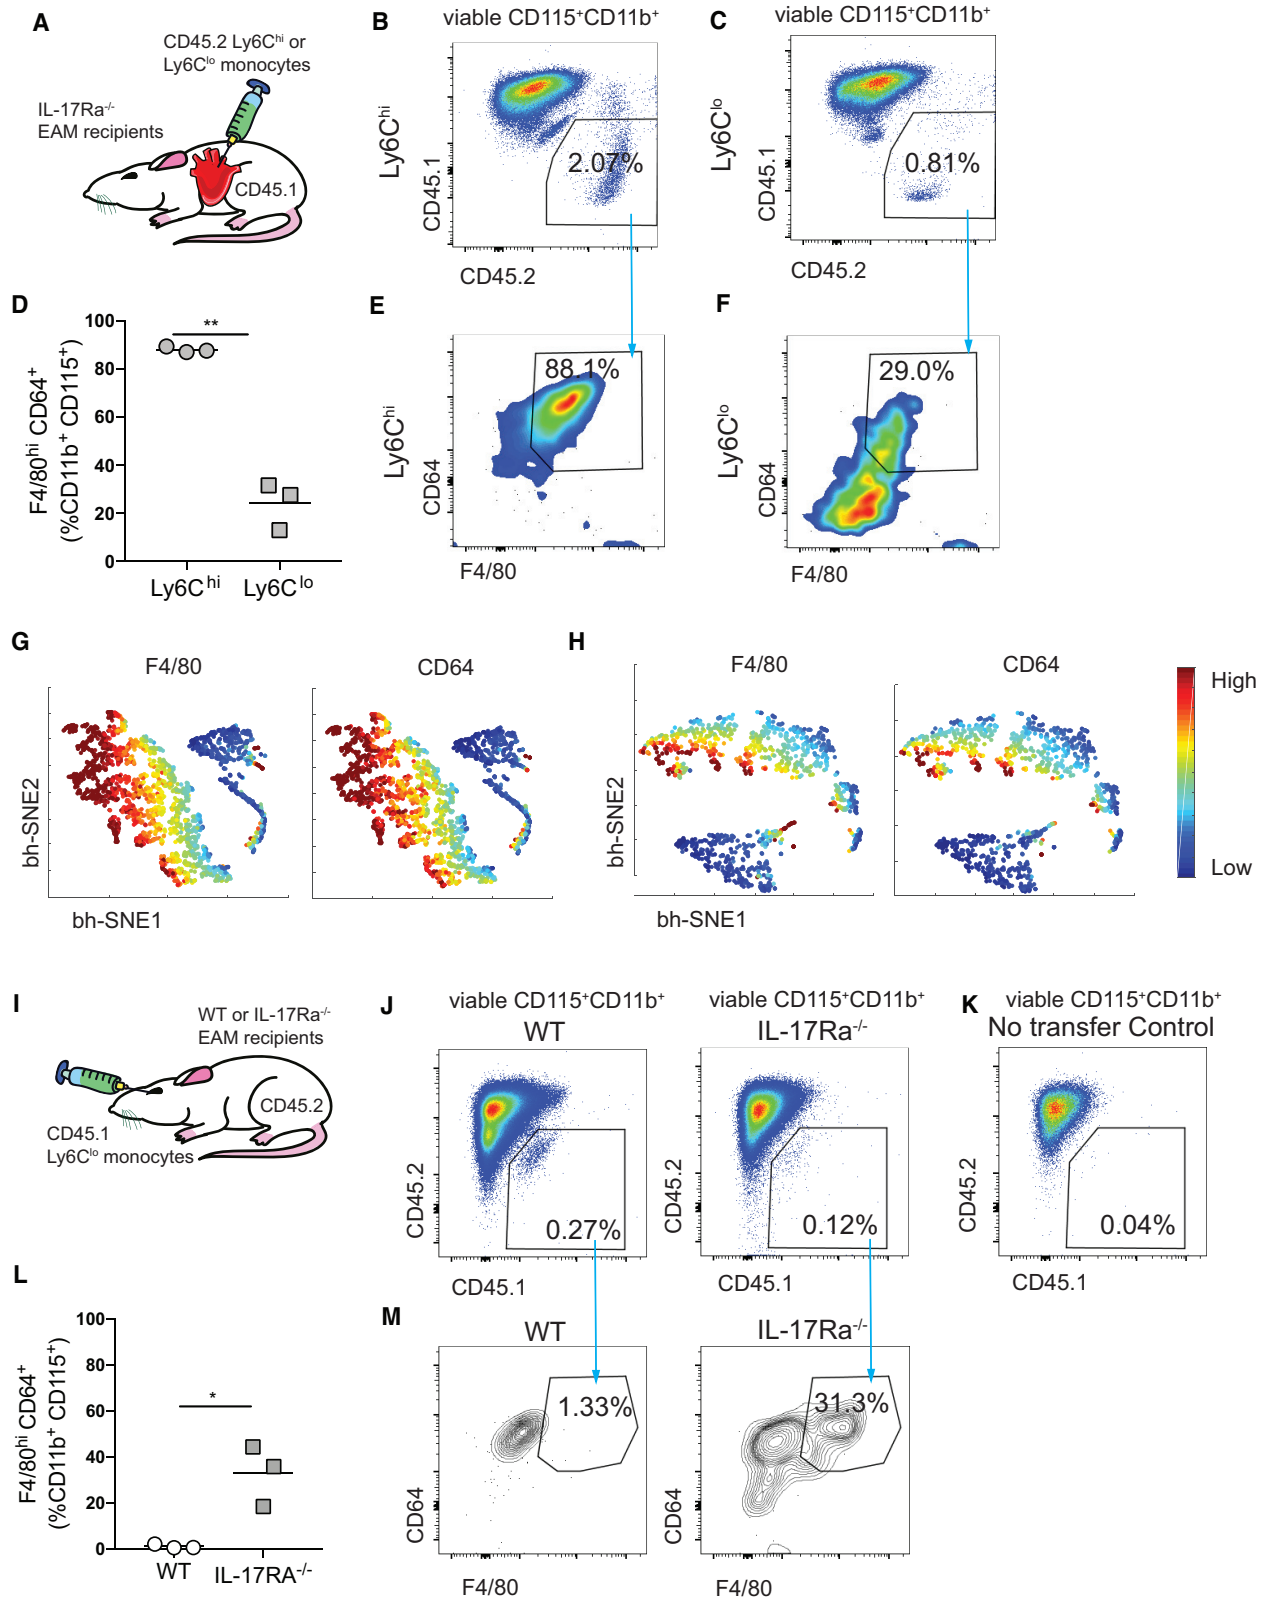 A
CD45.2 Ly6Chi or
Ly6Clo monocytes
IL-17Ra-/-
EAM recipients
CD45.1
B
viable CD115+CD11b+
Ly6Chi
CD45.1
2.07%
CD45.2
C
viable CD115+CD11b+
Ly6Clo
CD45.1
0.81%
CD45.2
D
F4/80hi CD64+
(%CD11b+ CD115+)
100
80
60
40
20
0
**
Ly6Chi
Ly6Clo
E
Ly6Chi
CD64
88.1%
F4/80
F
Ly6Clo
CD64
29.0%
F4/80
G
F4/80
CD64
bh-SNE2
bh-SNE1
H
F4/80
CD64
bh-SNE2
bh-SNE1
High
Low
I
WT or IL-17Ra-/-
EAM recipients
CD45.2
CD45.1
Ly6Clo monocytes
J
viable CD115+CD11b+
WT
CD45.2
0.27%
CD45.1
viable CD115+CD11b+
IL-17Ra-/-
CD45.2
0.12%
CD45.1
K
viable CD115+CD11b+
No transfer Control
CD45.2
0.04%
CD45.1
L
F4/80hi CD64+
(%CD11b+ CD115+)
100
80
60
40
20
0
*
WT
IL-17RA-/-
M
WT
CD64
1.33%
F4/80
IL-17Ra-/-
CD64
31.3%
F4/80